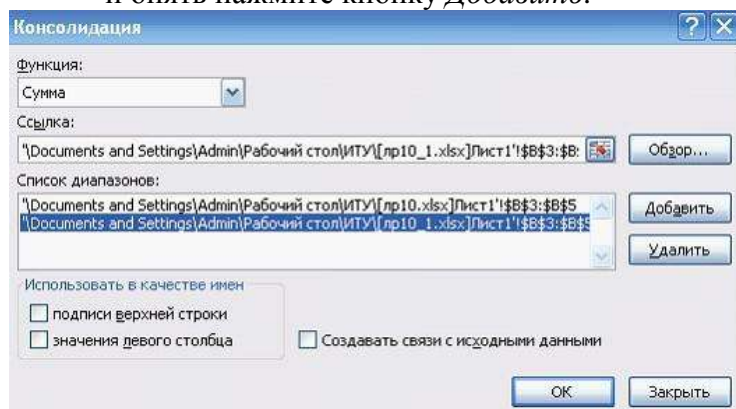 и опять нажмите кнопку Добавить.
Консолидация
Функция:
Сумма
Ссылка:
'\Documents and Settings\Admin\Рабочий стол\ИТУ\[лр10_1.xlsx]Лист1'!$B$3:$B:
Обзор...
Список диапазонов:
'\Documents and Settings\Admin\Рабочий стол\ИТУ\[лр10.xlsx]Лист1'!$B$3:$B$5
'\Documents and Settings\Admin\Рабочий стол\ИТУ\[лр10_1.xlsx]Лист1'!$B$3:$B$5
Добавить
Удалить
Использовать в качестве имен
подписи верхней строки
значения левого столбца
Создавать связи с исходными данными
ОК
Закрыть